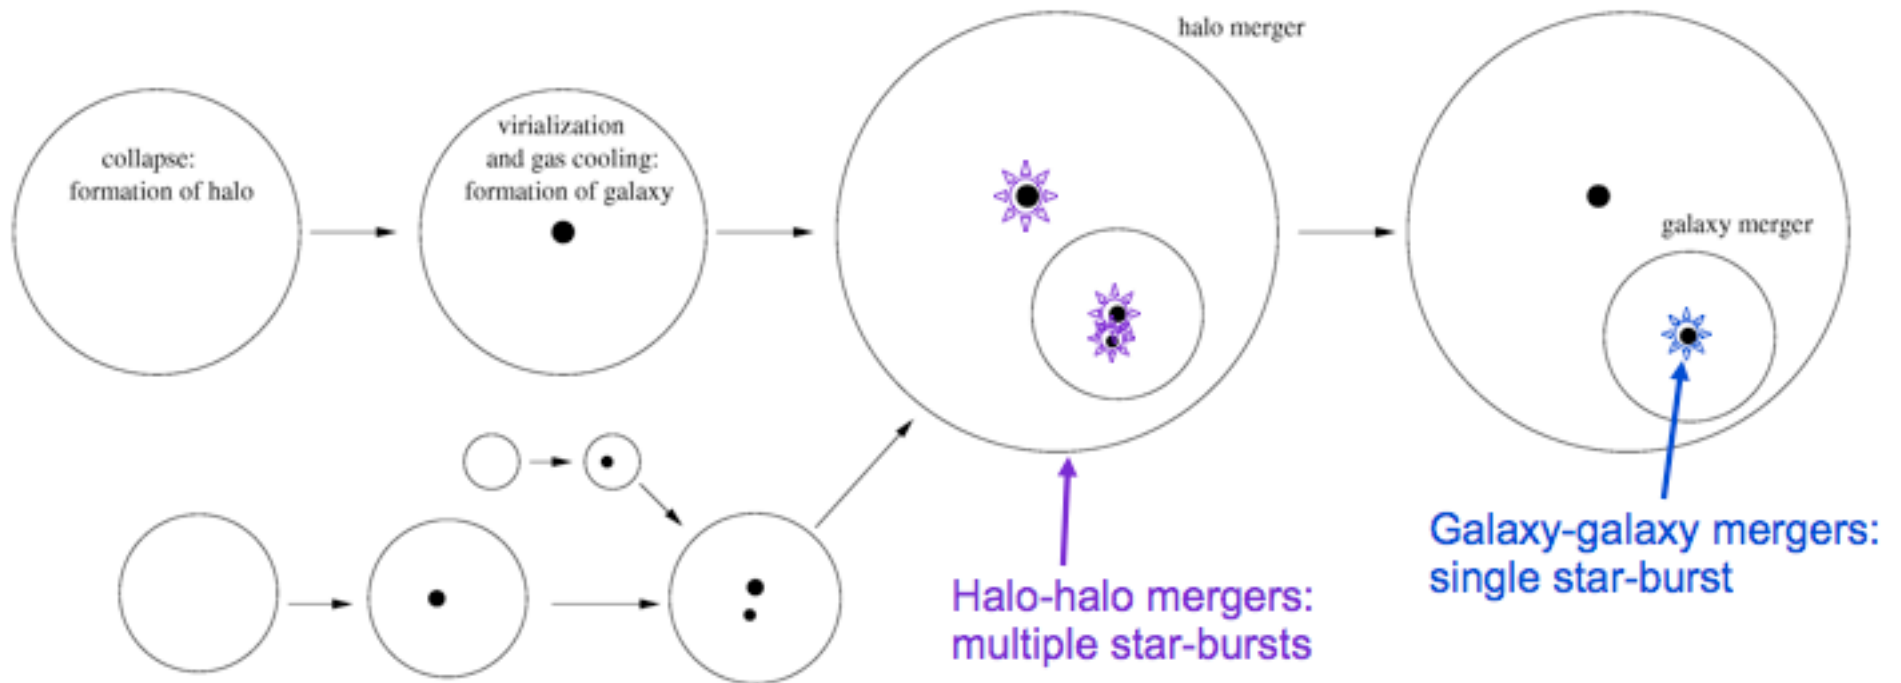 collapse:
formation of halo
virialization
and gas cooling:
formation of galaxy
halo merger
galaxy merger
Halo-halo mergers:
multiple star-bursts
Galaxy-galaxy mergers:
single star-burst